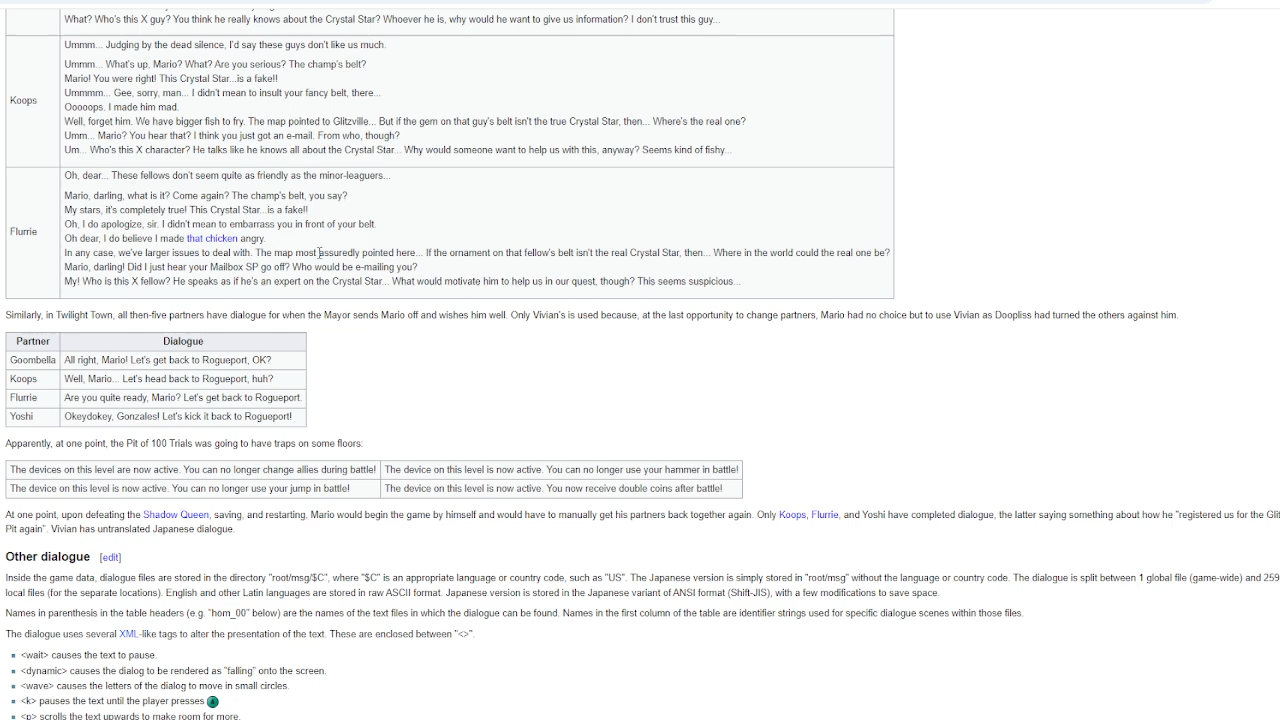 What? Who's this X guy? You think he really knows about the Crystal Star? Whoever he is, why would he want to give us information? I don't trust this guy...
Koops
Ummm... Judging by the dead silence, I'd say these guys don't like us much.
Ummm... What's up, Mario? What? Are you serious? The champ's belt?
Mario! You were right! This Crystal Star...is a fake!!
Ummmm... Gee, sorry, man... I didn't mean to insult your fancy belt, there...
Ooooops. I made him mad.
Well, forget him. We have bigger fish to fry. The map pointed to Glitzville... But if the gem on that guy's belt isn't the true Crystal Star, then... Where's the real one?
Umm... Mario? You hear that? I think you just got an e-mail. From who, though?
Um... Who's this X character? He talks like he knows all about the Crystal Star... Why would someone want to help us with this, anyway? Seems kind of fishy...
Flurrie
Oh, dear... These fellows don't seem quite as friendly as the minor-leaguers...
Mario, darling, what is it? Come again? The champ's belt, you say?
My stars, it's completely true! This Crystal Star...is a fake!!
Oh, I do apologize, sir. I didn't mean to embarrass you in front of your belt.
Oh dear, I do believe I made that chicken angry.
In any case, we've larger issues to deal with. The map most assuredly pointed here... If the ornament on that fellow's belt isn't the real Crystal Star, then... Where in the world could the real one be?
Mario, darling! Did I just hear your Mailbox SP go off? Who would be e-mailing you?
My! Who is this X fellow? He speaks as if he's an expert on the Crystal Star... What would motivate him to help us in our quest, though? This seems suspicious...
Similarly, in Twilight Town, all then-five partners have dialogue for when the Mayor sends Mario off and wishes him well. Only Vivian's is used because, at the last opportunity to change partners, Mario had no choice but to use Vivian as Doopliss had turned the others against him.
Partner Dialogue
Goombella All right, Mario! Let's get back to Rogueport, OK?
Koops Well, Mario... Let's head back to Rogueport, huh?
Flurrie Are you quite ready, Mario? Let's get back to Rogueport.
Yoshi Okeydokey, Gonzales! Let's kick it back to Rogueport!
Apparently, at one point, the Pit of 100 Trials was going to have traps on some floors:
The devices on this level are now active. You can no longer change allies during battle! The device on this level is now active. You can no longer use your hammer in battle!
The device on this level is now active. You can no longer use your jump in battle! The device on this level is now active. You now receive double coins after battle!
At one point, upon defeating the Shadow Queen, saving, and restarting, Mario would begin the game by himself and would have to manually get his partners back together again. Only Koops, Flurrie, and Yoshi have completed dialogue, the latter saying something about how he "registered us for the Glit
Pit again". Vivian has untranslated Japanese dialogue.
Other dialogue [edit]
Inside the game data, dialogue files are stored in the directory "root/msg/$C", where "$C" is an appropriate language or country code, such as "US". The Japanese version is simply stored in "root/msg" without the language or country code. The dialogue is split between 1 global file (game-wide) and 259
local files (for the separate locations). English and other Latin languages are stored in raw ASCII format. Japanese version is stored in the Japanese variant of ANSI format (Shift-JIS), with a few modifications to save space.
Names in parenthesis in the table headers (e.g. "hom_00" below) are the names of the text files in which the dialogue can be found. Names in the first column of the table are identifier strings used for specific dialogue scenes within those files.
The dialogue uses several XML-like tags to alter the presentation of the text. These are enclosed between "<>".
<wait> causes the text to pause.
<dynamic> causes the dialog to be rendered as "falling" onto the screen.
<wave> causes the letters of the dialog to move in small circles.
<k> pauses the text until the player presses A
<p> scrolls the text upwards to make room for more.